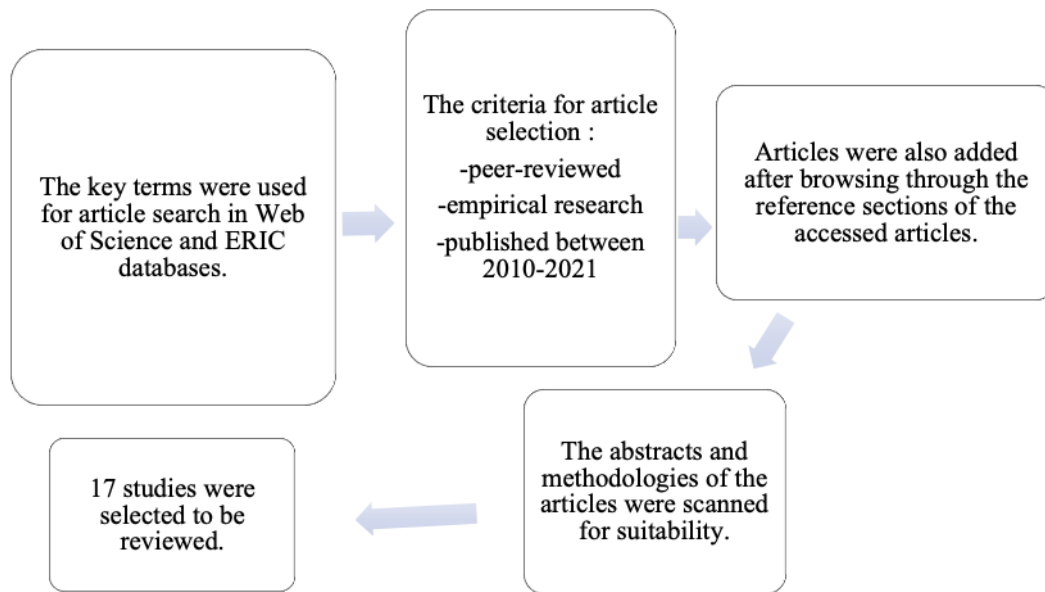 The key terms were used
for article search in Web
of Science and ERIC
databases.
The criteria for article
selection :
-peer-reviewed
-empirical research
-published between
2010-2021
Articles were also added
after browsing through the
reference sections of the
accessed articles.
The abstracts and
methodologies of the
articles were scanned
for suitability.
17 studies were
selected to be
reviewed.